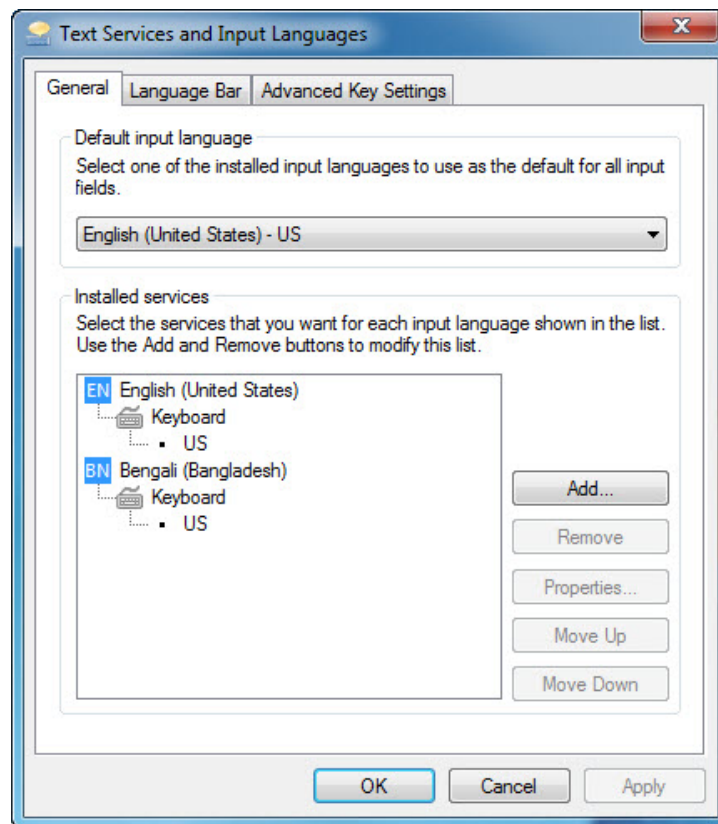 Text Services and Input Languages
General
Language Bar
Advanced Key Settings
Default input language
Select one of the installed input languages to use as the default for all input
fields.
English (United States) - US
Installed services
Select the services that you want for each input language shown in the list.
Use the Add and Remove buttons to modify this list.
EN English (United States)
Keyboard
US
BN Bengali (Bangladesh)
Keyboard
US
Add...
Remove
Properties...
Move Up
Move Down
OK
Cancel
Apply